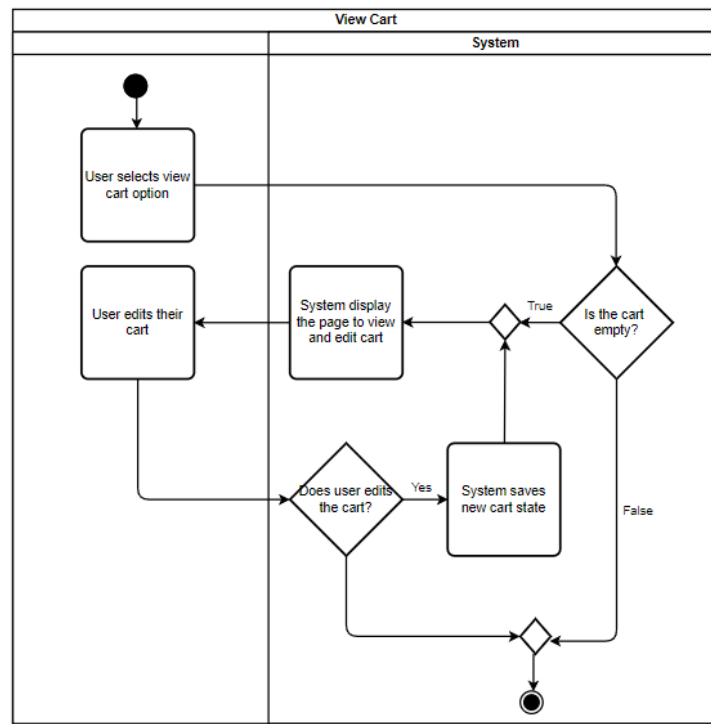 View Cart
System
User selects view
cart option
User edits their
cart
System display
the page to view
and edit cart
True
Is the cart
empty?
Does user edits
the cart?
Yes
System saves
new cart state
False